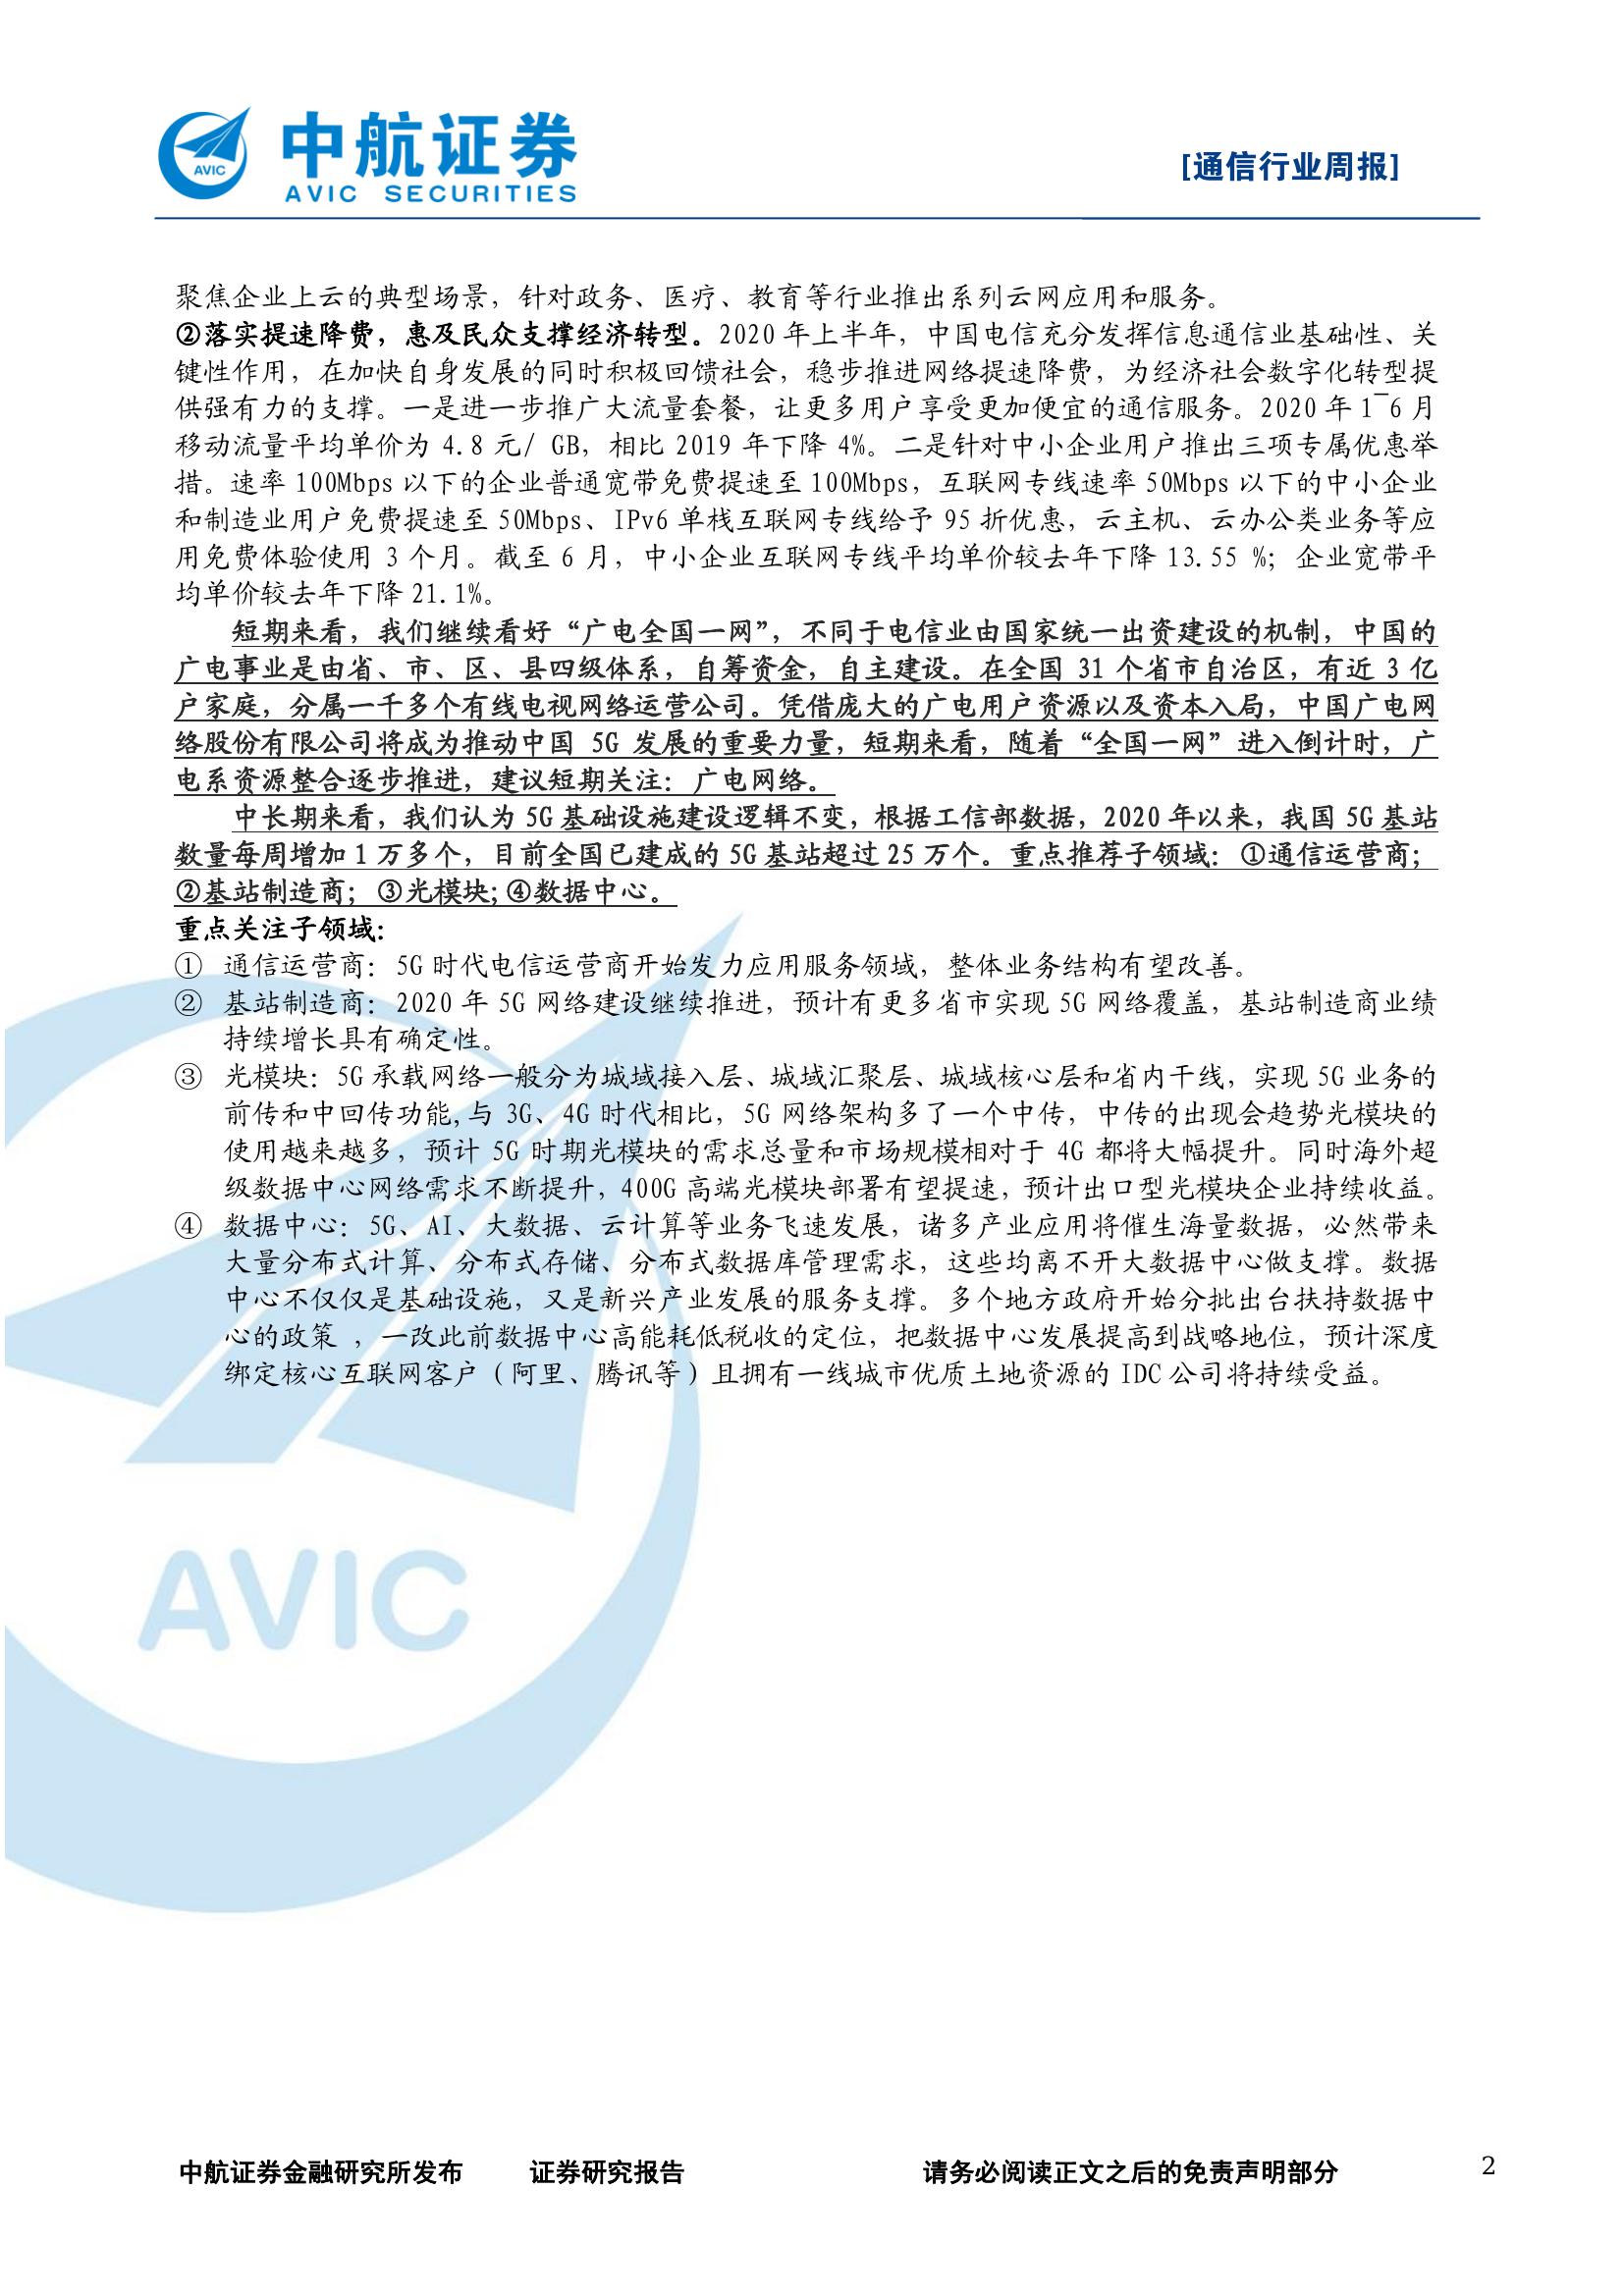 中航证券
AVIC SECURITIES
AVIC
[通信行业周报]
聚焦企业上云的典型场景，针对政务、医疗、教育等行业推出系列云网应用和服务。
②落实提速降费，惠及民众支撑经济转型。2020 年上半年，中国电信充分发挥信息通信业基础性、关
键性作用，在加快自身发展的同时积极回馈社会，稳步推进网络提速降费，为经济社会数字化转型提
供强有力的支撑。一是进一步推广大流量套餐，让更多用户享受更加便宜的通信服务。2020 年 1‾6 月
移动流量平均单价为 4.8 元/ GB，相比 2019 年下降 4%。二是针对中小企业用户推出三项专属优惠举
措。速率 100Mbps 以下的企业普通宽带免费提速至 100Mbps，互联网专线速率 50Mbps 以下的中小企业
和制造业用户免费提速至 50Mbps、IPv6 单栈互联网专线给予 95 折优惠，云主机、云办公类业务等应
用免费体验使用 3 个月。截至 6 月，中小企业互联网专线平均单价较去年下降 13.55 %；企业宽带平
均单价较去年下降 21.1%。
短期来看，我们继续看好“广电全国一网”，不同于电信业由国家统一出资建设的机制，中国的
广电事业是由省、市、区、县四级体系，自筹资金，自主建设。在全国 31 个省市自治区，有近 3 亿
户家庭，分属一千多个有线电视网络运营公司。凭借庞大的广电用户资源以及资本入局，中国广电网
络股份有限公司将成为推动中国 5G 发展的重要力量，短期来看，随着“全国一网”进入倒计时，广
电系资源整合逐步推进，建议短期关注：广电网络。
中长期来看，我们认为 5G 基础设施建设逻辑不变，根据工信部数据，2020 年以来，我国 5G 基站
数量每周增加 1 万多个，目前全国已建成的 5G 基站超过 25 万个。重点推荐子领域：①通信运营商；
②基站制造商；③光模块;④数据中心。
重点关注子领域：
① 通信运营商：5G 时代电信运营商开始发力应用服务领域，整体业务结构有望改善。
② 基站制造商：2020 年 5G 网络建设继续推进，预计有更多省市实现 5G 网络覆盖，基站制造商业绩
持续增长具有确定性。
③ 光模块：5G 承载网络一般分为城域接入层、城域汇聚层、城域核心层和省内干线，实现 5G 业务的
前传和中回传功能,与 3G、4G 时代相比，5G 网络架构多了一个中传，中传的出现会趋势光模块的
使用越来越多，预计 5G 时期光模块的需求总量和市场规模相对于 4G 都将大幅提升。同时海外超
级数据中心网络需求不断提升，400G 高端光模块部署有望提速，预计出口型光模块企业持续收益。
④ 数据中心：5G、AI、大数据、云计算等业务飞速发展，诸多产业应用将催生海量数据，必然带来
大量分布式计算、分布式存储、分布式数据库管理需求，这些均离不开大数据中心做支撑。数据
中心不仅仅是基础设施，又是新兴产业发展的服务支撑。多个地方政府开始分批出台扶持数据中
心的政策 ，一改此前数据中心高能耗低税收的定位，把数据中心发展提高到战略地位，预计深度
绑定核心互联网客户（阿里、腾讯等）且拥有一线城市优质土地资源的 IDC 公司将持续受益。
AVIC
中航证券金融研究所发布 证券研究报告 请务必阅读正文之后的免责声明部分 2